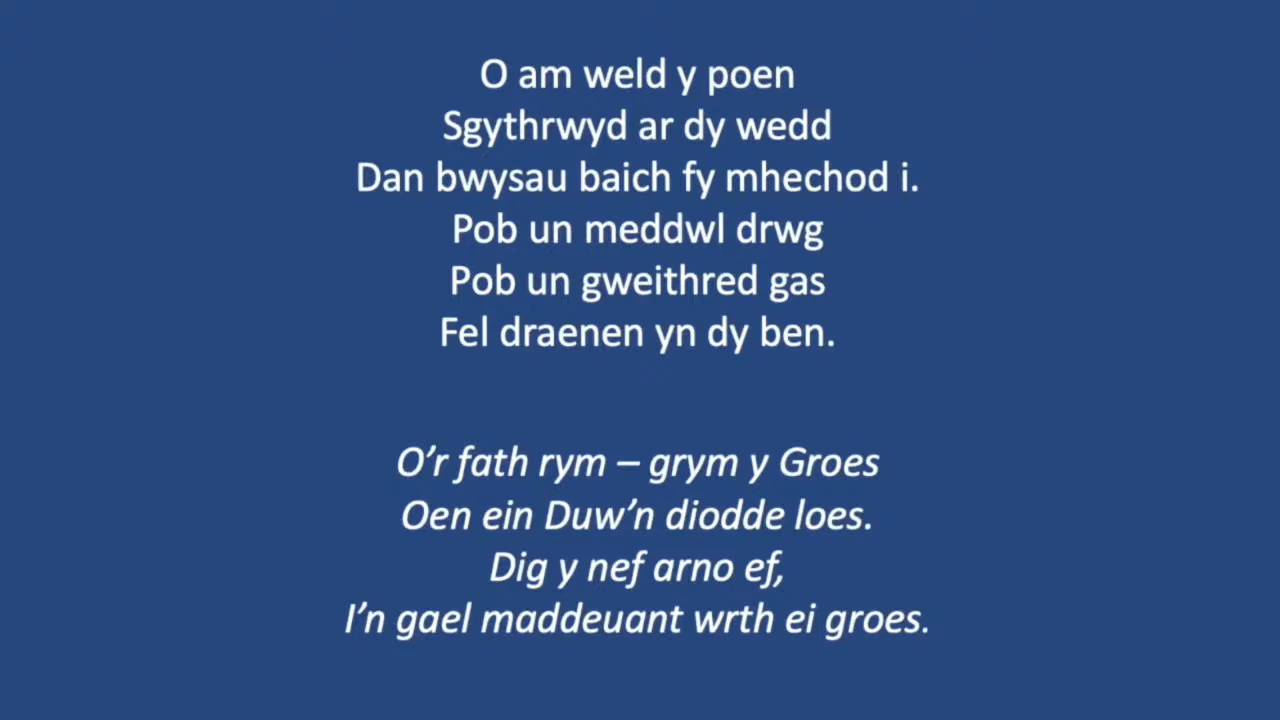 O am weld y poen
Sgythrwyd ar dy wedd
Dan bwysau baich fy mhechod i.
Pob un meddwl drwg
Pob un gweithred gas
Fel draenen yn dy ben.
O’r fath rym – grym y Groes
Oen ein Duw’n diodde loes.
Dig y nef arno ef,
I’n gael maddeuant wrth ei groes.